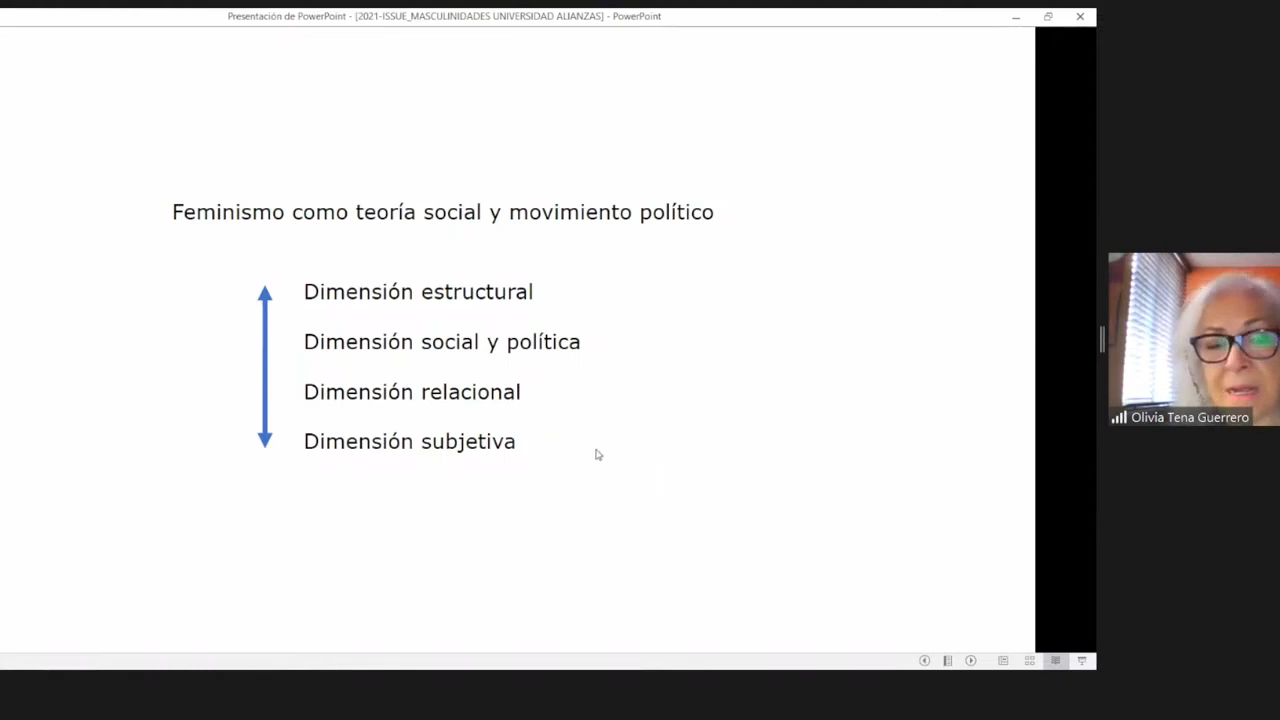 Presentación de PowerPoint - [2021-ISSUE_MASCULINIDADES UNIVERSIDAD ALIANZAS] - PowerPoint
Feminismo como teoría social y movimiento político
Dimensión estructural
Dimensión social y política
Dimensión relacional
Dimensión subjetiva
Olivia Tena Guerrero